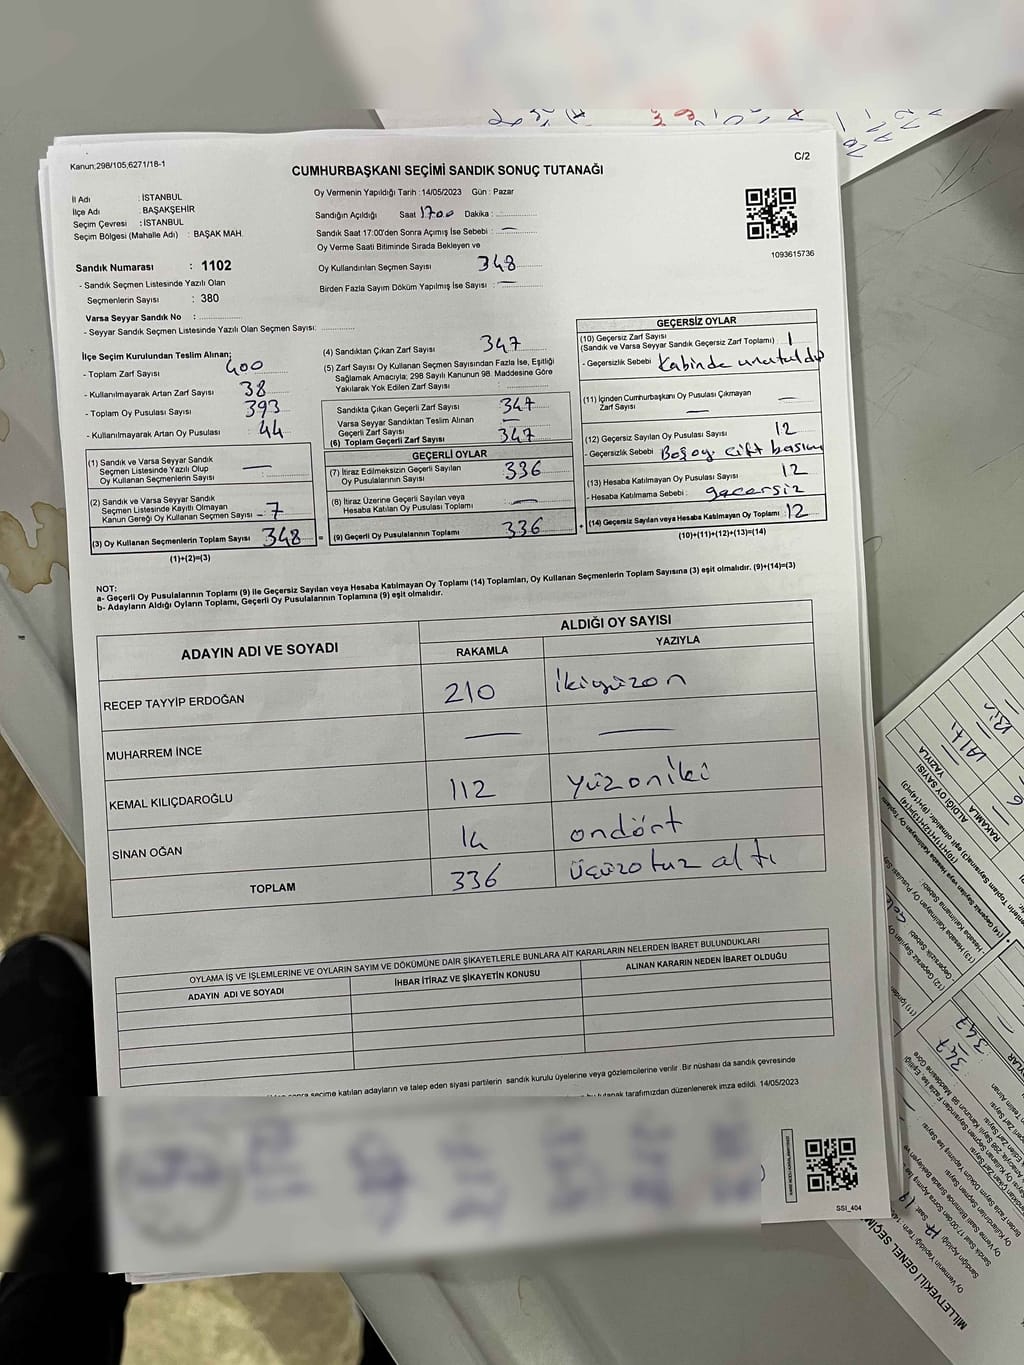 Kanun;298/105,6271/18-1
C/2
CUMHURBAŞKANI SEÇİMİ SANDIK SONUÇ TUTANAĞI
İl Adı : İSTANBUL
İlçe Adı : BAŞAKŞEHİR
Seçim Çevresi : İSTANBUL
Seçim Bölgesi (Mahalle Adı) : BAŞAK MAH.
Sandık Numarası : 1102
- Sandık Seçmen Listesinde Yazılı Olan
Seçmenlerin Sayısı : 380
Varsa Seyyar Sandık No :
- Seyyar Sandık Seçmen Listesinde Yazılı Olan Seçmen Sayısı:
Oy Vermenin Yapıldığı Tarih : 14/05/2023 Gün : Pazar
Sandığın Açıldığı Saat 1700 Dakika :
Sandık Saat 17:00'den Sonra Açımış İse Sebebi : —
Oy Verme Saati Bitiminde Sırada Bekleyen ve
Oy Kullandırılan Seçmen Sayısı 348
Birden Fazla Sayım Döküm Yapılmış İse Sayısı : —
1093615736
İlçe Seçim Kurulundan Teslim Alınan;
- Toplam Zarf Sayısı 400
- Kullanılmayarak Artan Zarf Sayısı 38
- Toplam Oy Pusulası Sayısı 393
- Kullanılmayarak Artan Oy Pusulası 44
(1) Sandık ve Varsa Seyyar Sandık
Seçmen Listesinde Yazılı Olup
Oy Kullanan Seçmenlerin Sayısı —
(2) Sandık ve Varsa Seyyar Sandık
Seçmen Listesinde Kayıtlı Olmayan
Kanun Gereği Oy Kullanan Seçmen Sayısı - 7
(3) Oy Kullanan Seçmenlerin Toplam Sayısı 348 =
(1)+(2)=(3)
(4) Sandıktan Çıkan Zarf Sayısı 347
(5) Zarf Sayısı Oy Kullanan Seçmen Sayısından Fazla İse, Eşitliği
Sağlamak Amacıyla; 298 Sayılı Kanunun 98. Maddesine Göre
Yakılarak Yok Edilen Zarf Sayısı :
Sandıkta Çıkan Geçerli Zarf Sayısı 347
Varsa Seyyar Sandıktan Teslim Alınan
Geçerli Zarf Sayısı —
(6) Toplam Geçerli Zarf Sayısı 347
GEÇERLİ OYLAR
(7) İtiraz Edilmeksizin Geçerli Sayılan
Oy Pusulasının Sayısı 336
(8) İtiraz Üzerine Geçerli Sayılan veya
Hesaba Katılan Oy Pusulası Toplamı —
(9) Geçerli Oy Pusulalarının Toplamı 336 +
GEÇERSİZ OYLAR
(10) Geçersiz Zarf Sayısı
(Sandık ve Varsa Seyyar Sandık Geçersiz Zarf Toplamı) 1
- Geçersizlik Sebebi Kabinde unutuldu
(11) İçinden Cumhurbaşkanı Oy Pusulası Çıkmayan
Zarf Sayısı —
(12) Geçersiz Sayılan Oy Pusulası Sayısı 12
- Geçersizlik Sebebi Boş oy çift basım
(13) Hesaba Katılmayan Oy Pusulası Sayısı 12
- Hesaba Katılmama Sebebi : geçersiz
(14) Geçersiz Sayılan veya Hesaba Katılmayan Oy Toplamı 12
(10)+(11)+(12)+(13)=(14)
NOT:
a- Geçerli Oy Pusulalarının Toplamı (9) ile Geçersiz Sayılan veya Hesaba Katılmayan Oy Toplamı (14) Toplamları, Oy Kullanan Seçmenlerin Toplam Sayısına (3) eşit olmalıdır. (9)+(14)=(3)
b- Adayların Aldığı Oyların Toplamı, Geçerli Oy Pusulalarının Toplamına (9) eşit olmalıdır.
ADAYIN ADI VE SOYADI
ALDIĞI OY SAYISI
RAKAMLA YAZIYLA
RECEP TAYYİP ERDOĞAN 210 ikiyüzon
MUHARREM İNCE — —
KEMAL KILIÇDAROĞLU 112 yüzoniki
SİNAN OĞAN 14 ondört
TOPLAM 336 üçüzotuz altı
OYLAMA İŞ VE İŞLEMLERİNE VE OYLARIN SAYIM VE DÖKÜMÜNE DAİR ŞİKAYETLERLE BUNLARA AİT KARARLARIN NELERDEN İBARET BULUNDUKLARI
ADAYIN ADI VE SOYADI İHBAR İTİRAZ VE ŞİKAYETİN KONUSU ALINAN KARARIN NEDEN İBARET OLDUĞU
seçime katılan adayların ve talep eden siyasi partilerin sandık kurulu üyelerine veya gözlemcilerine verilir. Bir nüshası da sandık çevresinde
tutanak tarafımızdan düzenlenerek imza edildi. 14/05/2023
SSI_404
ALDIĞI OY SAYISI
RAKAMLA YAZIYLA
Altı
Bir
347
347